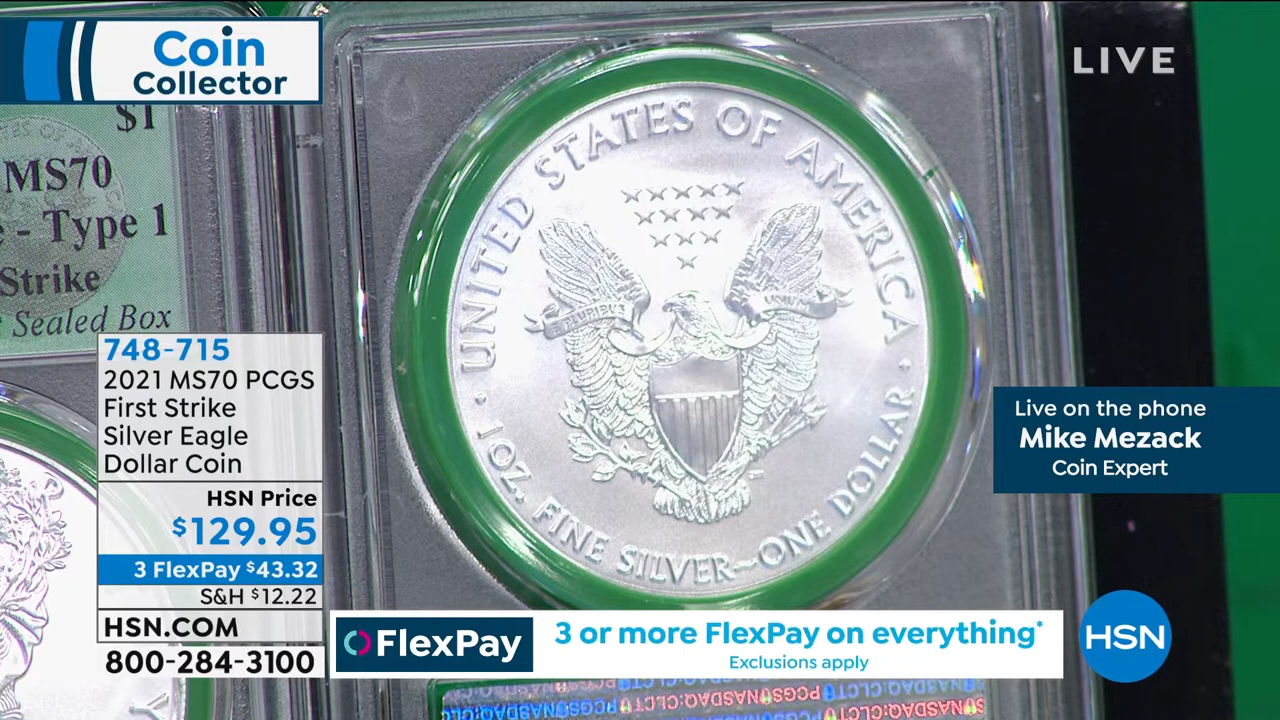 Coin
Collector
LIVE
$1
MS70
- Type 1
Strike
Sealed Box
UNITED STATES OF AMERICA
PLURIBUS
UNUM
1 OZ. FINE SILVER~ONE DOLLAR
748-715
2021 MS70 PCGS
First Strike
Silver Eagle
Dollar Coin
HSN Price
$129.95
3 FlexPay $43.32
S&H $12.22
HSN.COM
800-284-3100
Live on the phone
Mike Mezack
Coin Expert
FlexPay
3 or more FlexPay on everything*
Exclusions apply
HSN
PCGS NASDAQ:CLCT